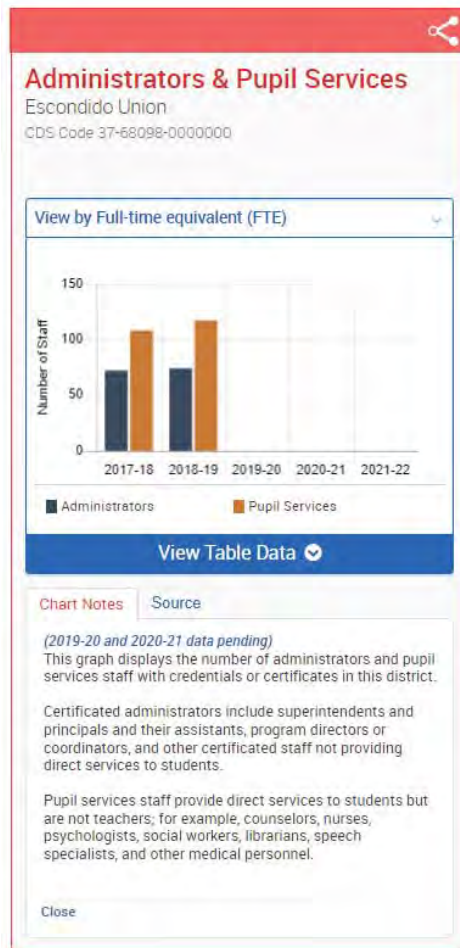 Administrators & Pupil Services
Escondido Union
CDS Code 37-68098-0000000
View by Full-time equivalent (FTE)
Number of Staff
150
100
50
0
2017-18 2018-19 2019-20 2020-21 2021-22
Administrators Pupil Services
View Table Data
Chart Notes Source
(2019-20 and 2020-21 data pending)
This graph displays the number of administrators and pupil
services staff with credentials or certificates in this district.
Certificated administrators include superintendents and
principals and their assistants, program directors or
coordinators, and other certificated staff not providing
direct services to students.
Pupil services staff provide direct services to students but
are not teachers; for example, counselors, nurses,
psychologists, social workers, librarians, speech
specialists, and other medical personnel.
Close